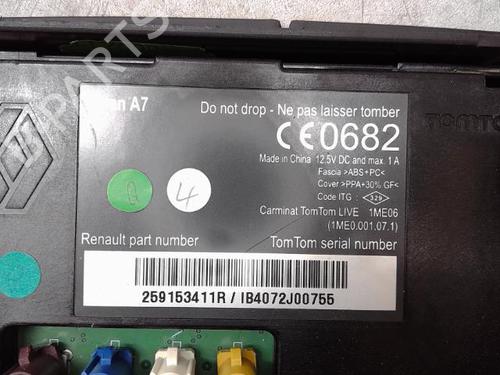 A7
Do not drop - Ne pas laisser tomber
CE0682
Made in China 12.5V DC and max. 1 A
Fascia >ABS+PC<
Cover >PPA+30% GF<
Code ITG : 329
Carminat TomTom LIVE 1ME06
(1ME0.001.07.1)
Q
4
Renault part number
TomTom serial number
259153411R / IB4072J00755
TOMTO